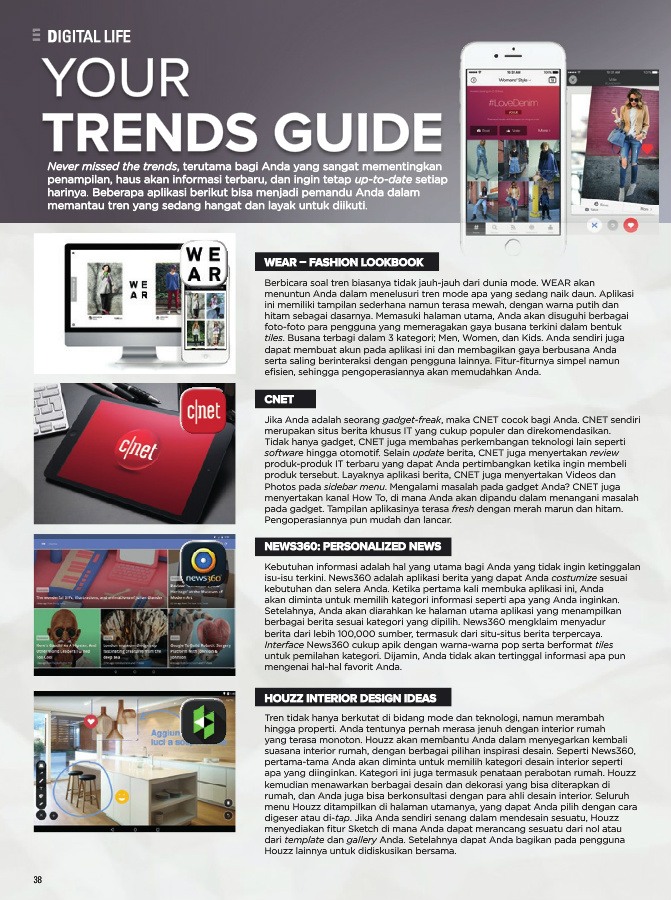 DIGITAL LIFE
YOUR
TRENDS GUIDE
Never missed the trends, terutama bagi Anda yang sangat mementingkan
penampilan, haus akan informasi terbaru, dan ingin tetap up-to-date setiap
harinya. Beberapa aplikasi berikut bisa menjadi pemandu Anda dalam
memantau tren yang sedang hangat dan layak untuk diikuti.
Women's Style
#LoveDenim
WE
AR
WE
AR
WEAR – FASHION LOOKBOOK
Berbicara soal tren biasanya tidak jauh-jauh dari dunia mode. WEAR akan
menuntun Anda dalam menelusuri tren mode apa yang sedang naik daun. Aplikasi
ini memiliki tampilan sederhana namun terasa mewah, dengan warna putih dan
hitam sebagai dasarnya. Memasuki halaman utama, Anda akan disuguhi berbagai
foto-foto para pengguna yang memeragakan gaya busana terkini dalam bentuk
tiles. Busana terbagi dalam 3 kategori; Men, Women, dan Kids. Anda sendiri juga
dapat membuat akun pada aplikasi ini dan membagikan gaya berbusana Anda
serta saling berinteraksi dengan pengguna lainnya. Fitur-fiturnya simpel namun
efisien, sehingga pengoperasiannya akan memudahkan Anda.
c|net
c|net
CNET
Jika Anda adalah seorang gadget-freak, maka CNET cocok bagi Anda. CNET sendiri
merupakan situs berita khusus IT yang cukup populer dan direkomendasikan.
Tidak hanya gadget, CNET juga membahas perkembangan teknologi lain seperti
software hingga otomotif. Selain update berita, CNET juga menyertakan review
produk-produk IT terbaru yang dapat Anda pertimbangkan ketika ingin membeli
produk tersebut. Layaknya aplikasi berita, CNET juga menyertakan Videos dan
Photos pada sidebar menu. Mengalami masalah pada gadget Anda? CNET juga
menyertakan kanal How To, di mana Anda akan dipandu dalam menangani masalah
pada gadget. Tampilan aplikasinya terasa fresh dengan merah marun dan hitam.
Pengoperasiannya pun mudah dan lancar.
news360
NEWS360: PERSONALIZED NEWS
Kebutuhan informasi adalah hal yang utama bagi Anda yang tidak ingin ketinggalan
isu-isu terkini. News360 adalah aplikasi berita yang dapat Anda costumize sesuai
kebutuhan dan selera Anda. Ketika pertama kali membuka aplikasi ini, Anda
akan diminta untuk memilih kategori informasi seperti apa yang Anda inginkan.
Setelahnya, Anda akan diarahkan ke halaman utama aplikasi yang menampilkan
berbagai berita sesuai kategori yang dipilih. News360 mengklaim menyadur
berita dari lebih 100,000 sumber, termasuk dari situs-situs berita terpercaya.
Interface News360 cukup apik dengan warna-warna pop serta berformat tiles
untuk pemilahan kategori. Dijamin, Anda tidak akan tertinggal informasi apa pun
mengenai hal-hal favorit Anda.
HOUZZ INTERIOR DESIGN IDEAS
Tren tidak hanya berkutat di bidang mode dan teknologi, namun merambah
hingga properti. Anda tentunya pernah merasa jenuh dengan interior rumah
yang terasa monoton. Houzz akan membantu Anda dalam menyegarkan kembali
suasana interior rumah, dengan berbagai pilihan inspirasi desain. Seperti News360,
pertama-tama Anda akan diminta untuk memilih kategori desain interior seperti
apa yang diinginkan. Kategori ini juga termasuk penataan perabotan rumah. Houzz
kemudian menawarkan berbagai desain dan dekorasi yang bisa diterapkan di
rumah, dan Anda juga bisa berkonsultasi dengan para ahli desain interior. Seluruh
menu Houzz ditampilkan di halaman utamanya, yang dapat Anda pilih dengan cara
digeser atau di-tap. Jika Anda sendiri senang dalam mendesain sesuatu, Houzz
menyediakan fitur Sketch di mana Anda dapat merancang sesuatu dari nol atau
dari template dan gallery Anda. Setelahnya dapat Anda bagikan pada pengguna
Houzz lainnya untuk didiskusikan bersama.
38